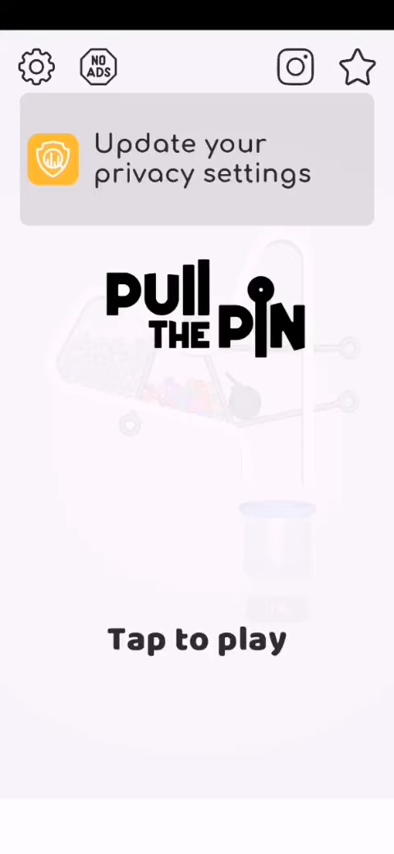 NO
ADS
Update your
privacy settings
PULL
THE PIN
Tap to play